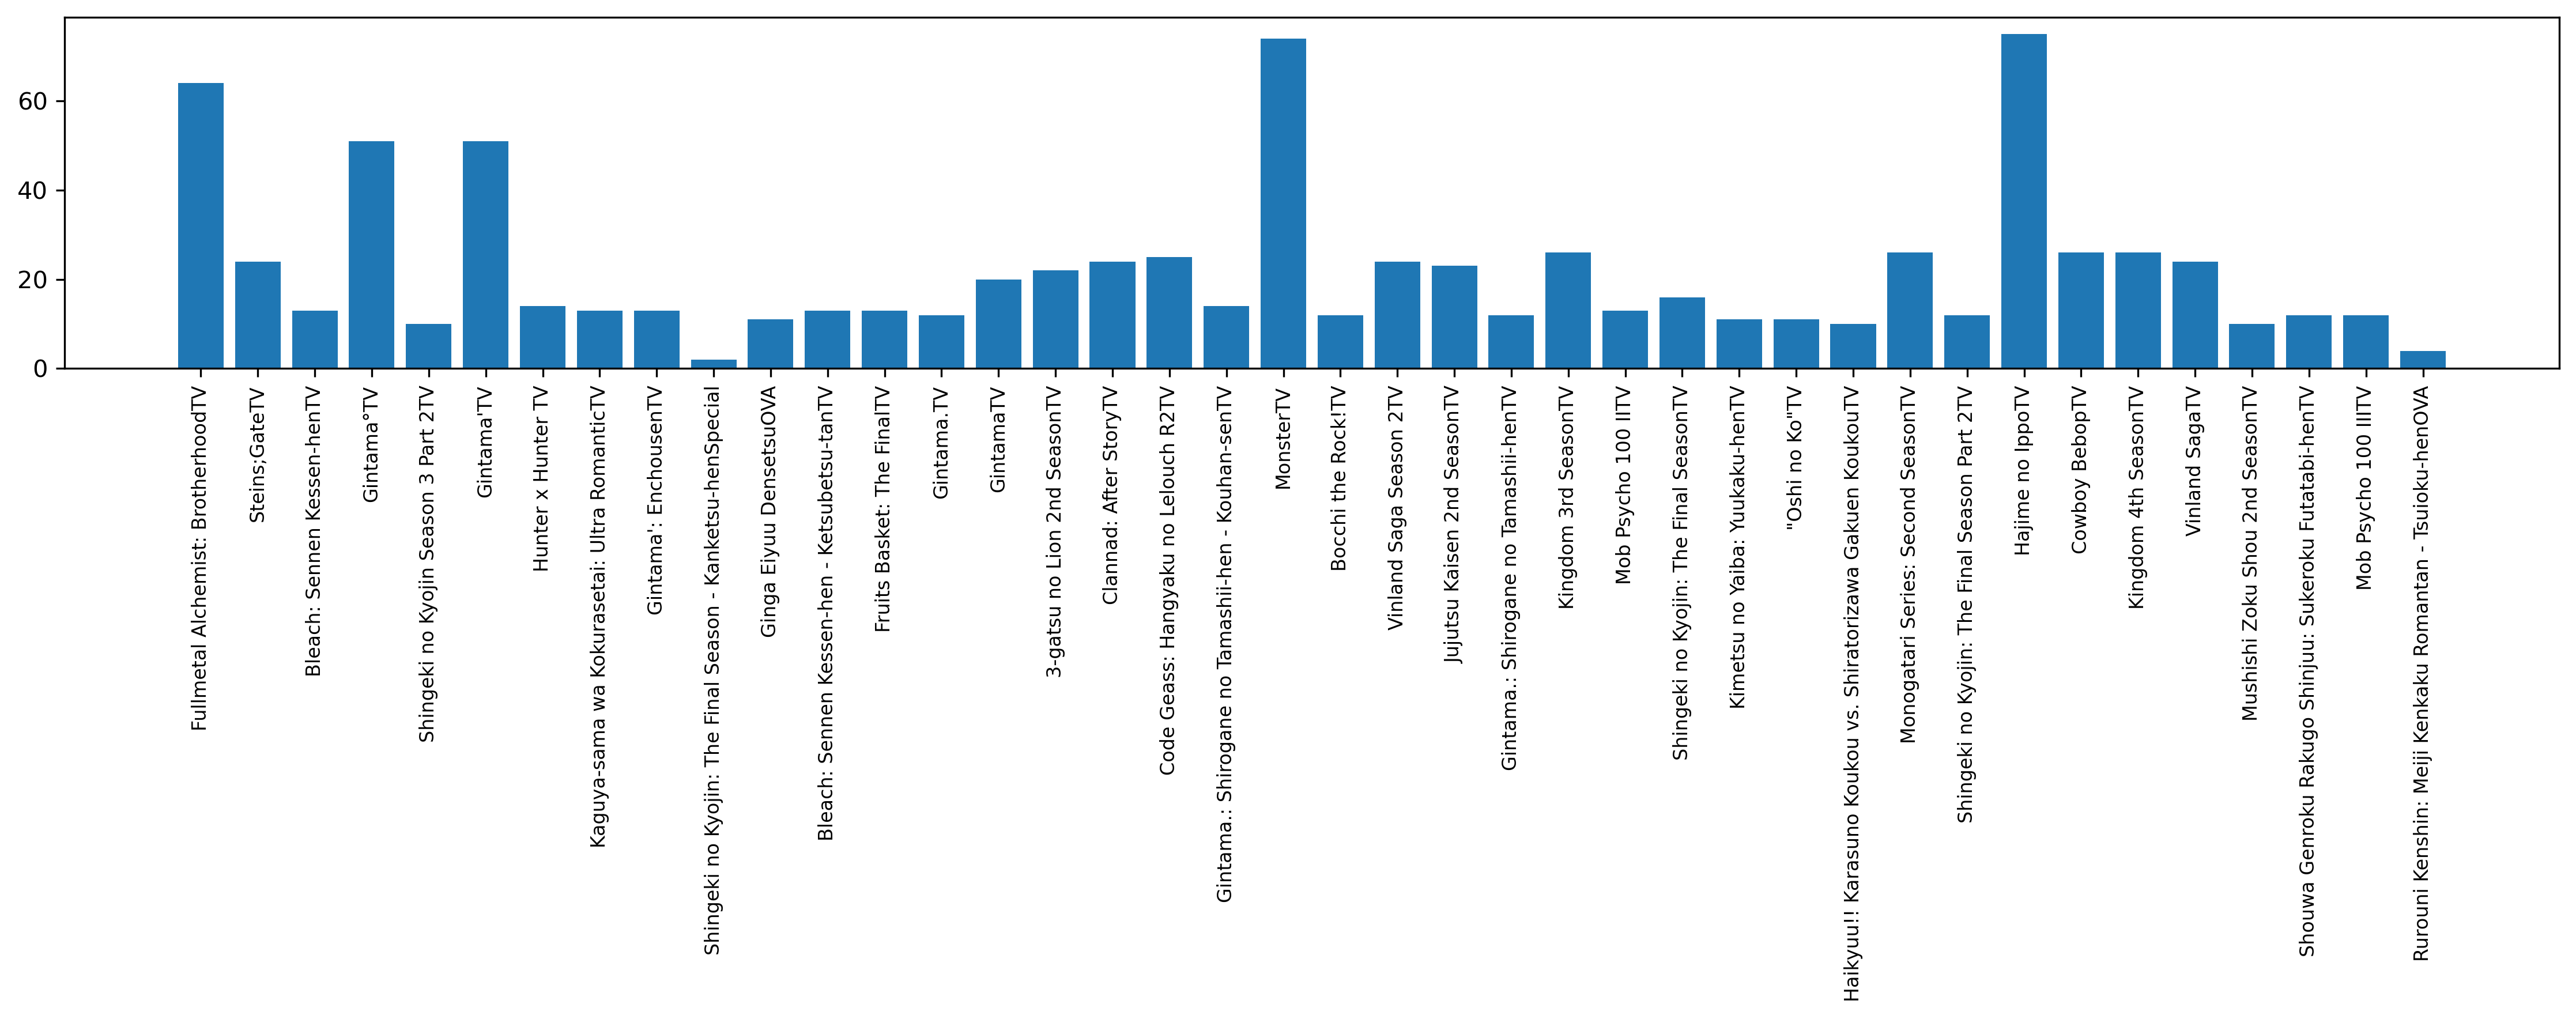 60
40
20
0
Fullmetal Alchemist: BrotherhoodTV
Steins;GateTV
Bleach: Sennen Kessen-henTV
Gintama°TV
Shingeki no Kyojin Season 3 Part 2TV
Gintama'TV
Hunter x Hunter TV
Kaguya-sama wa Kokurasetai: Ultra RomanticTV
Gintama': EnchousenTV
Shingeki no Kyojin: The Final Season - Kanketsu-henSpecial
Ginga Eiyuu DensetsuOVA
Bleach: Sennen Kessen-hen - Ketsubetsu-tanTV
Fruits Basket: The FinalTV
Gintama.TV
GintamaTV
3-gatsu no Lion 2nd SeasonTV
Clannad: After StoryTV
Code Geass: Hangyaku no Lelouch R2TV
Gintama.: Shirogane no Tamashii-hen - Kouhan-senTV
MonsterTV
Bocchi the Rock!TV
Vinland Saga Season 2TV
Jujutsu Kaisen 2nd SeasonTV
Gintama.: Shirogane no Tamashii-henTV
Kingdom 3rd SeasonTV
Mob Psycho 100 IITV
Shingeki no Kyojin: The Final SeasonTV
Kimetsu no Yaiba: Yuukaku-henTV
"Oshi no Ko"TV
Haikyuu!! Karasuno Koukou vs. Shiratorizawa Gakuen KoukouTV
Monogatari Series: Second SeasonTV
Shingeki no Kyojin: The Final Season Part 2TV
Hajime no IppoTV
Cowboy BebopTV
Kingdom 4th SeasonTV
Vinland SagaTV
Mushishi Zoku Shou 2nd SeasonTV
Shouwa Genroku Rakugo Shinjuu: Sukeroku Futatabi-henTV
Mob Psycho 100 IIITV
Rurouni Kenshin: Meiji Kenkaku Romantan - Tsuioku-henOVA